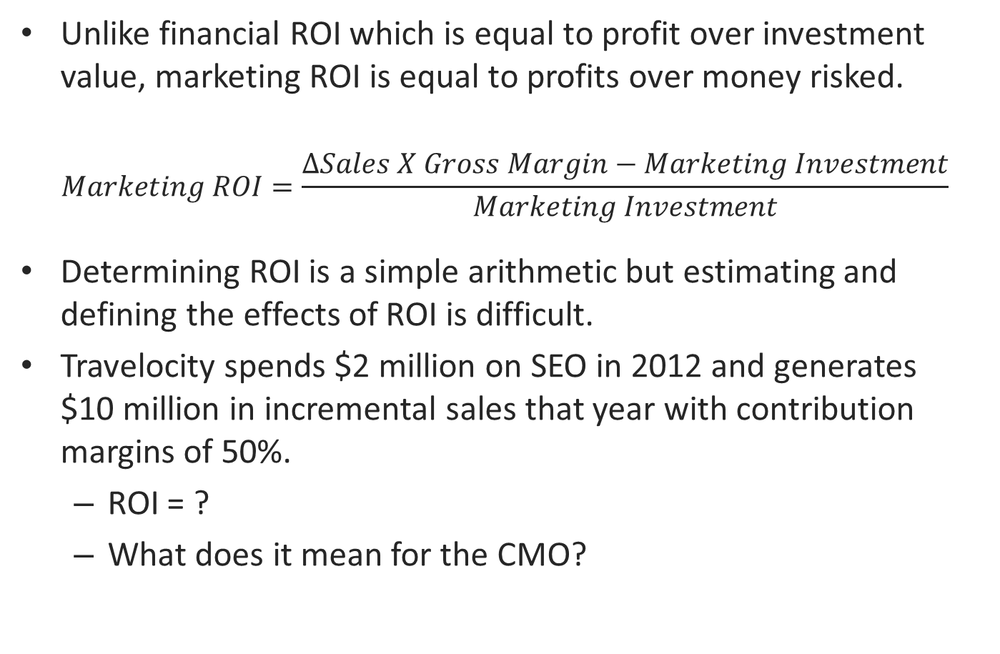 • Unlike financial ROI which is equal to profit over investment
value, marketing ROI is equal to profits over money risked.
Marketing ROI = (ΔSales X Gross Margin − Marketing Investment) / Marketing Investment
• Determining ROI is a simple arithmetic but estimating and
defining the effects of ROI is difficult.
• Travelocity spends $2 million on SEO in 2012 and generates
$10 million in incremental sales that year with contribution
margins of 50%.
– ROI = ?
– What does it mean for the CMO?